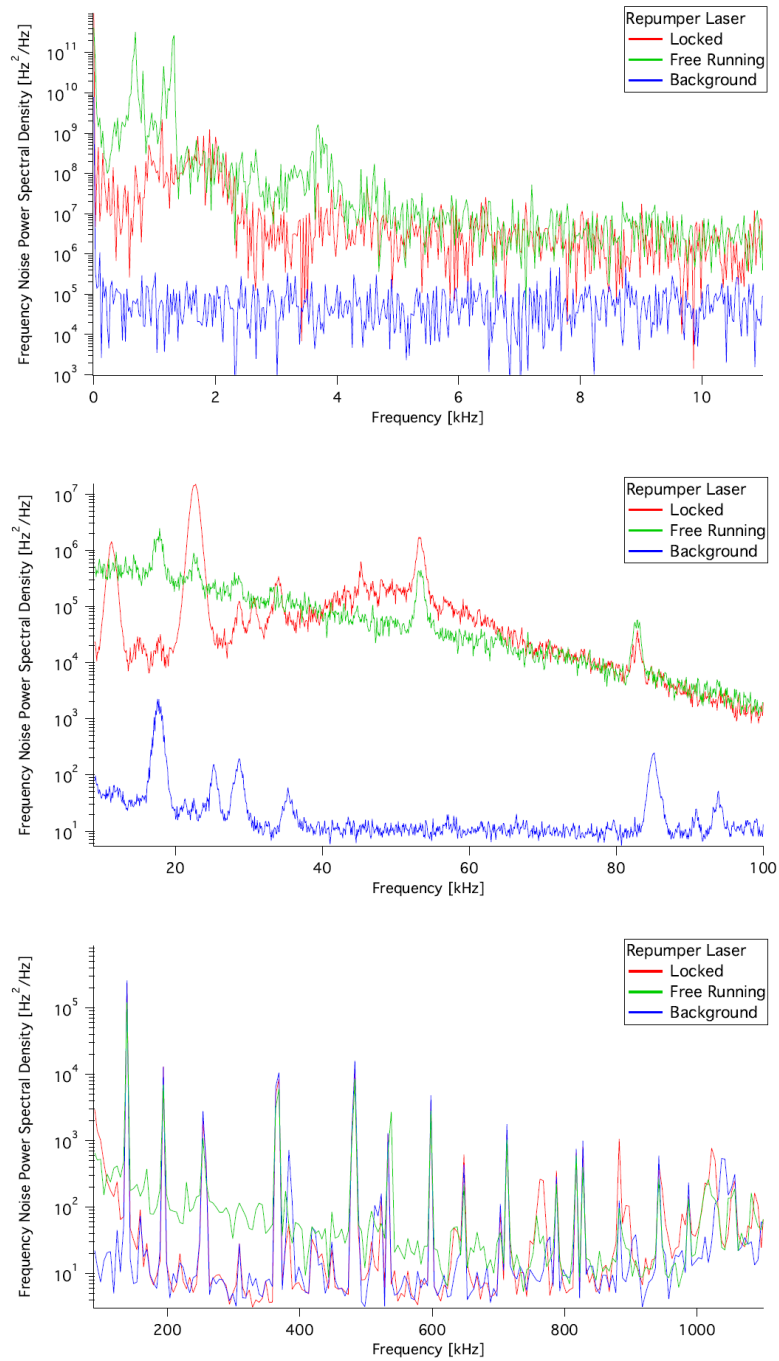 Repumper Laser
Locked
Free Running
Background
Frequency Noise Power Spectral Density [Hz²/Hz]
10¹¹
10¹⁰
10⁹
10⁸
10⁷
10⁶
10⁵
10⁴
10³
0 2 4 6 8 10
Frequency [kHz]
Repumper Laser
Locked
Free Running
Background
Frequency Noise Power Spectral Density [Hz²/Hz]
10⁷
10⁶
10⁵
10⁴
10³
10²
10¹
20 40 60 80 100
Frequency [kHz]
Repumper Laser
Locked
Free Running
Background
Frequency Noise Power Spectral Density [Hz²/Hz]
10⁵
10⁴
10³
10²
10¹
200 400 600 800 1000
Frequency [kHz]